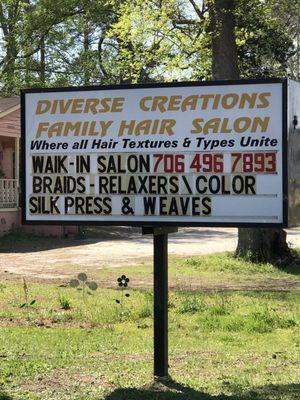 DIVERSE CREATIONS
FAMILY HAIR SALON
Where all Hair Textures & Types Unite
WAIK-IN SALON 706 496 7893
BRAIDS-RELAXERS\COLOR
SILK PRESS & WEAVES